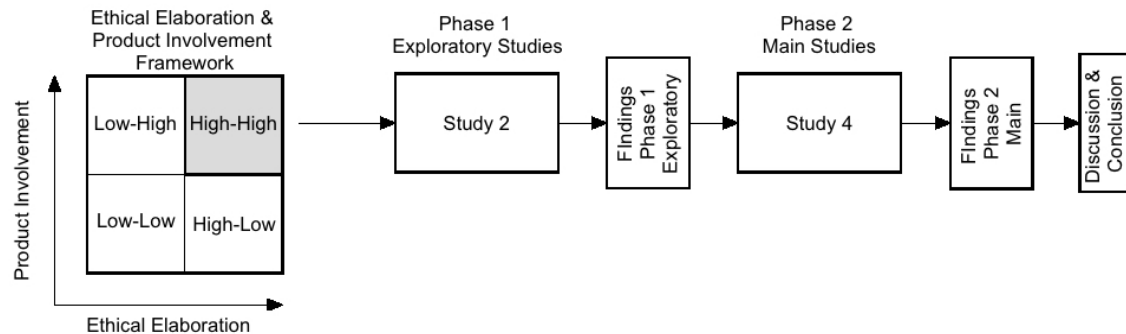 Ethical Elaboration &
Product Involvement
Framework
Phase 1
Exploratory Studies
Phase 2
Main Studies
Product Involvement
Low-High
High-High
Low-Low
High-Low
Ethical Elaboration
Study 2
FIndings
Phase 1
Exploratory
Study 4
FIndings
Phase 2
Main
Discussion &
Conclusion